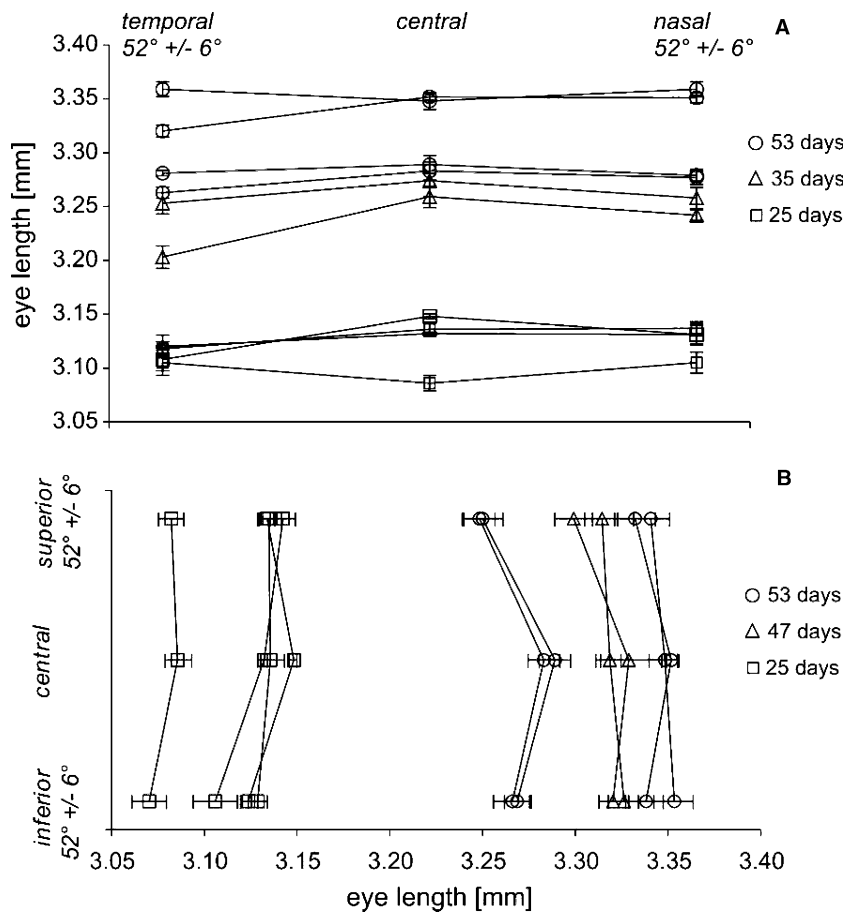 temporal central nasal A
52° +/- 6° 52° +/- 6°
3.40
3.35
3.30
3.25
3.20
3.15
3.10
3.05
eye length [mm]
53 days
35 days
25 days
B
superior
52° +/- 6°
central
inferior
52° +/- 6°
53 days
47 days
25 days
3.05 3.10 3.15 3.20 3.25 3.30 3.35 3.40
eye length [mm]